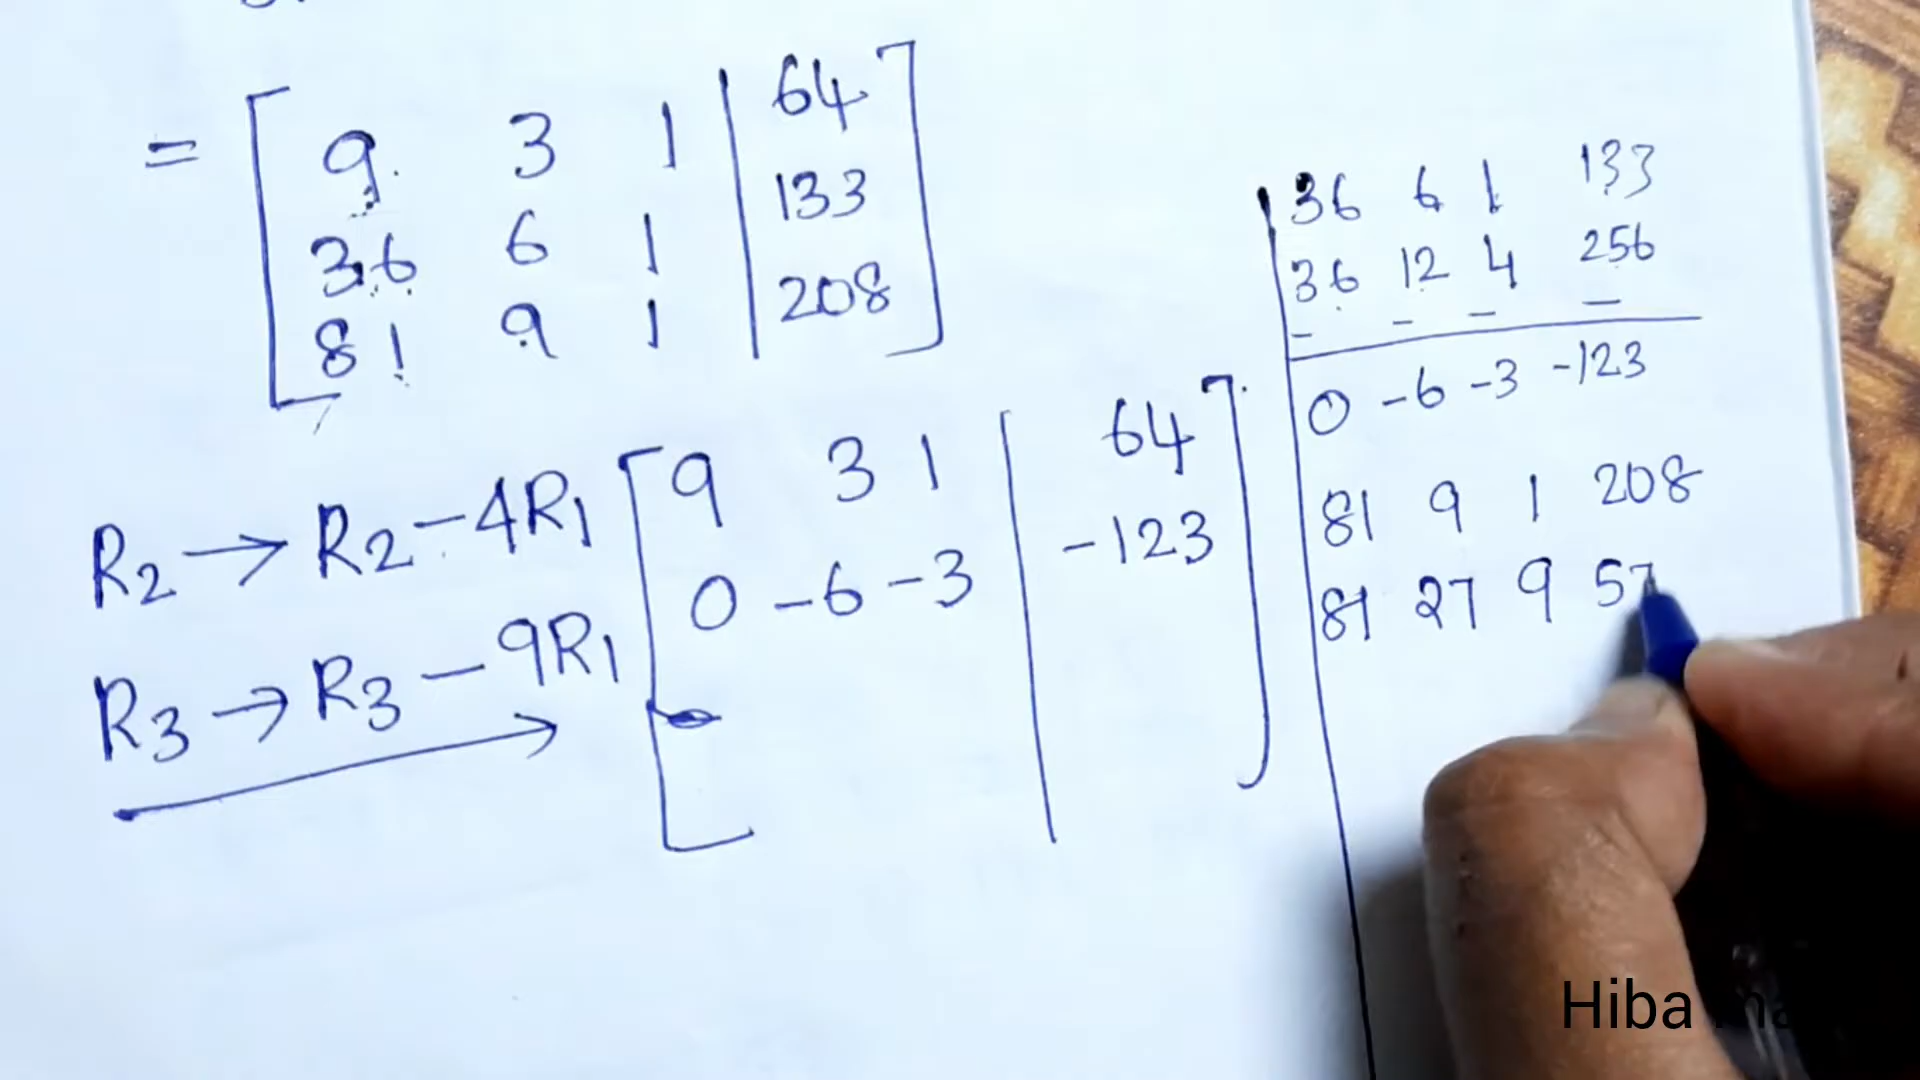 = [ 9 3 1 | 64 ]
36 6 1 | 133
81 9 1 | 208
R2 → R2 - 4R1 [ 9 3 1 | 64 ]
0 -6 -3 | -123
R3 → R3 - 9R1
36 6 1 133
36 12 4 256
- - - -
0 -6 -3 -123
81 9 1 208
81 27 9 57
Hiba